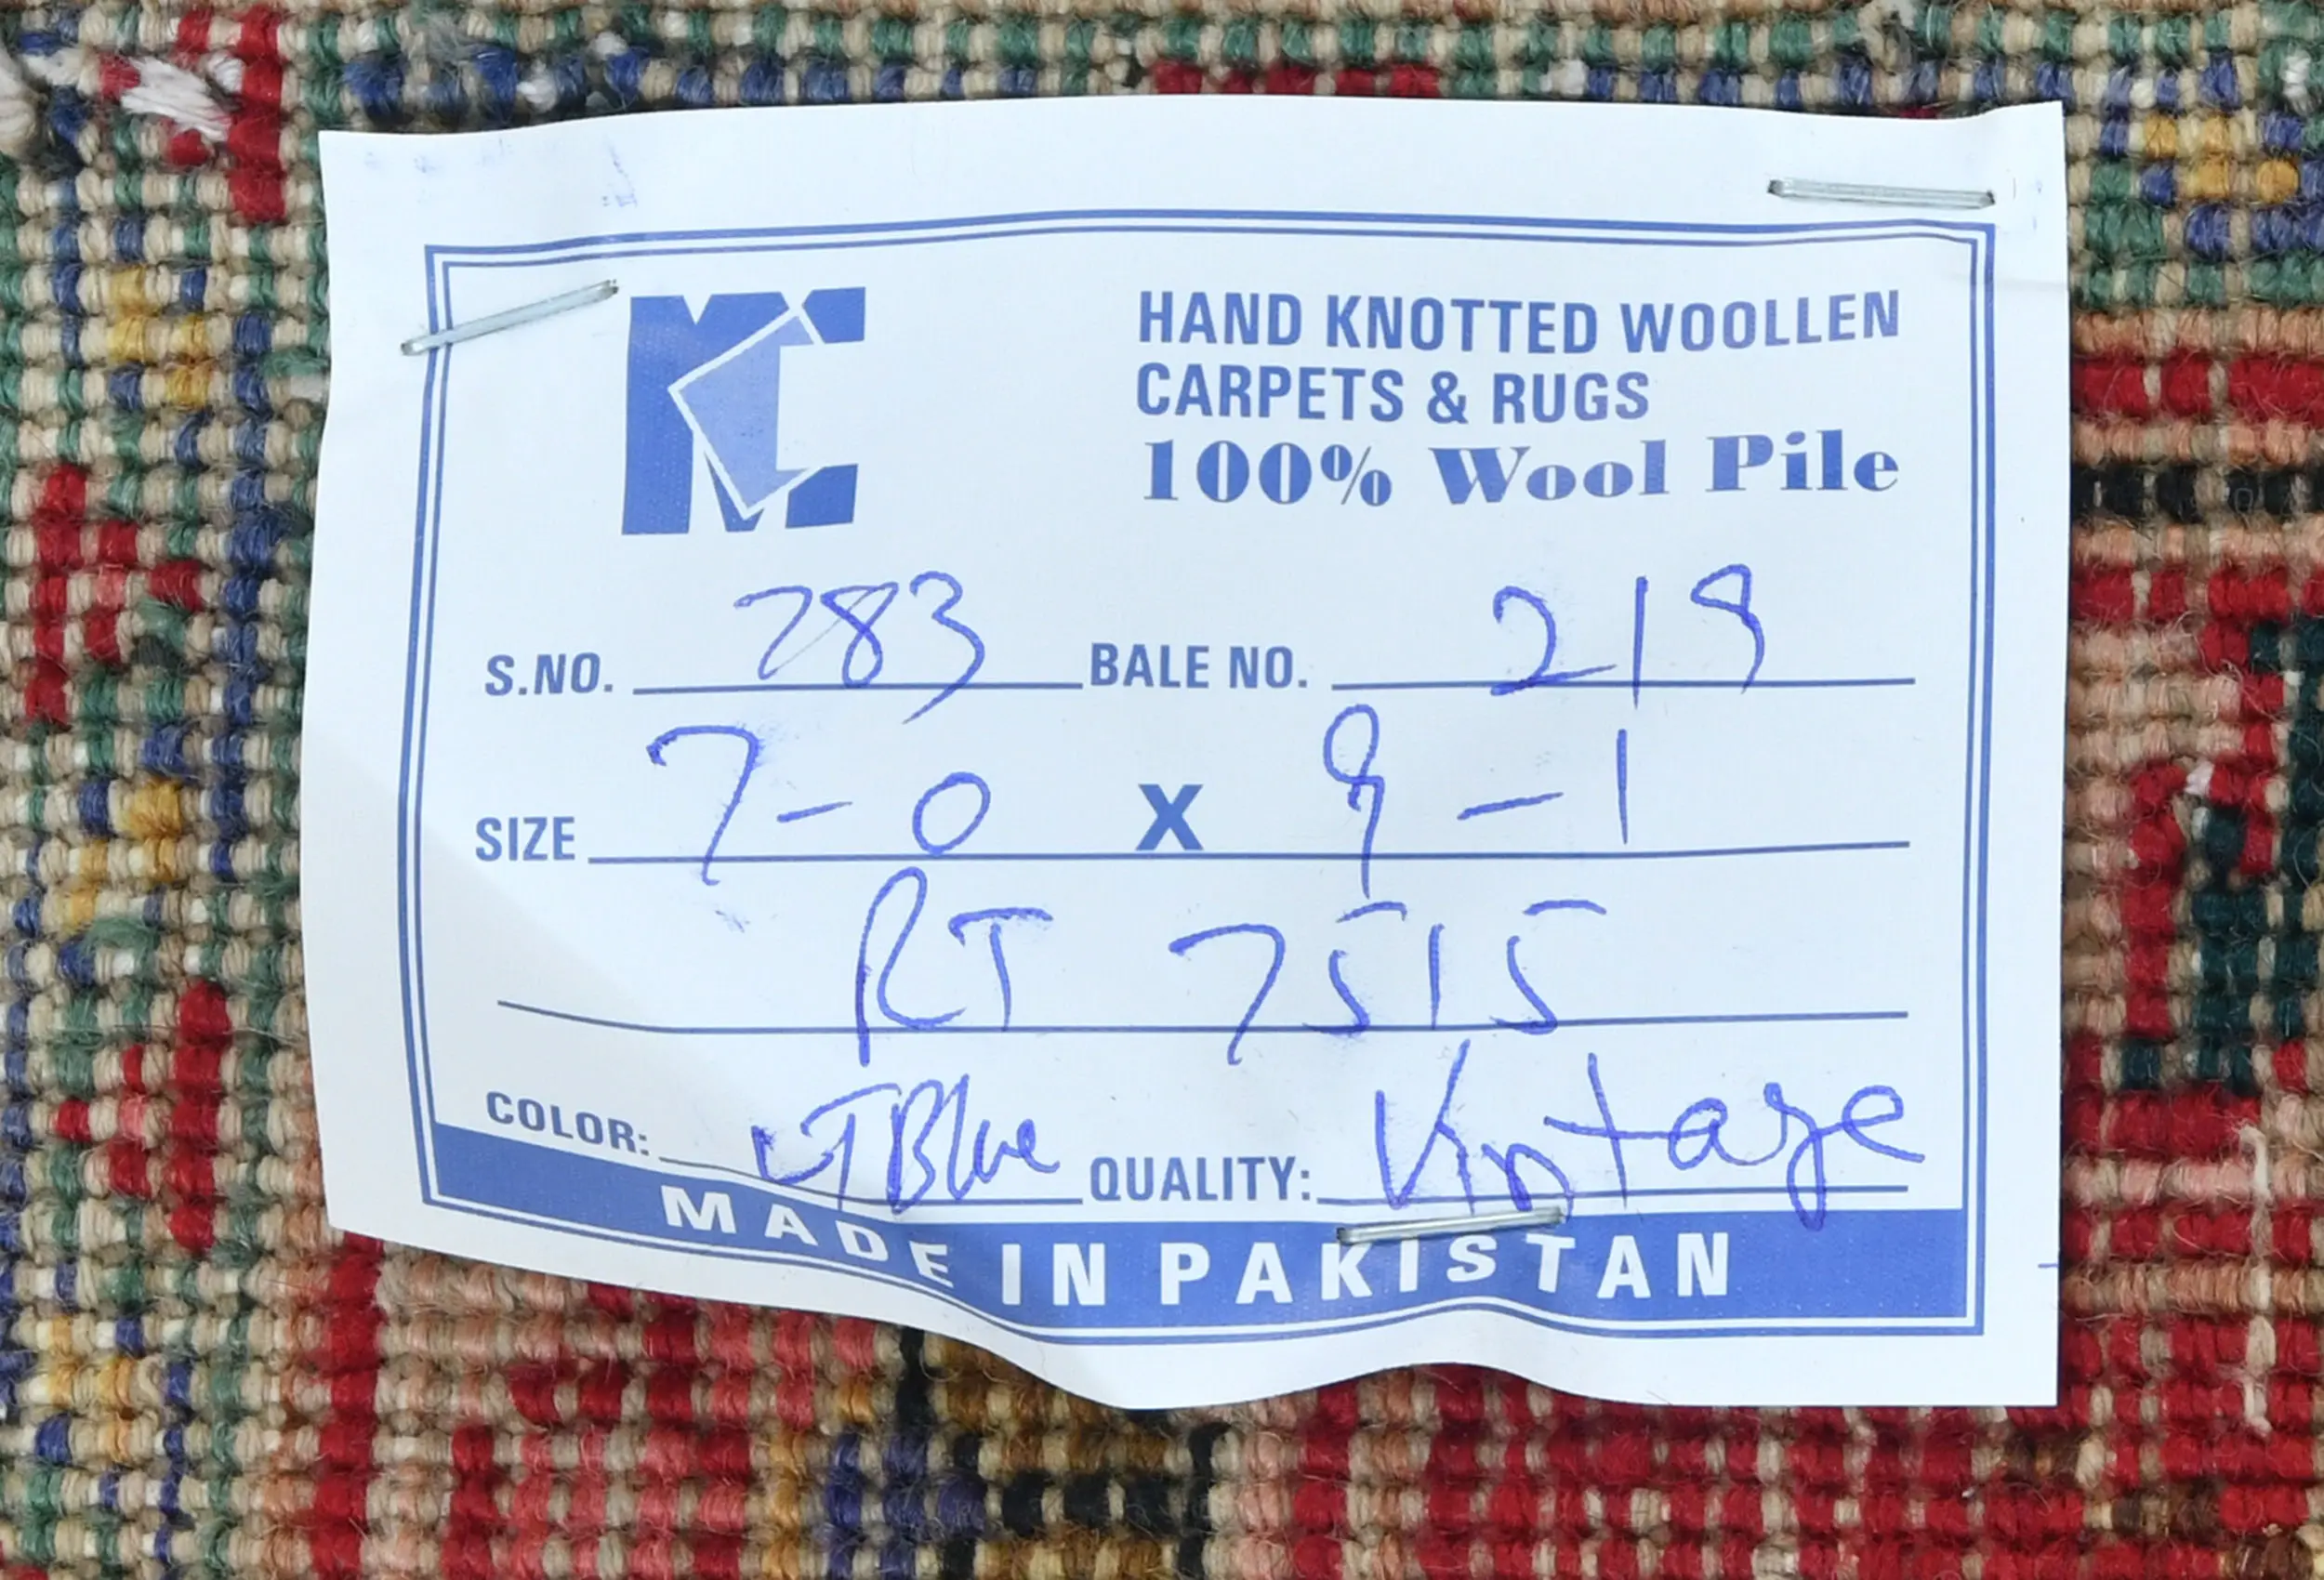 MC
HAND KNOTTED WOOLLEN
CARPETS & RUGS
100% Wool Pile
S.NO. 783 BALE NO. 219
SIZE 7-0 X 9-1
RT 7515
COLOR: LT Blue QUALITY: Vintage
MADE IN PAKISTAN